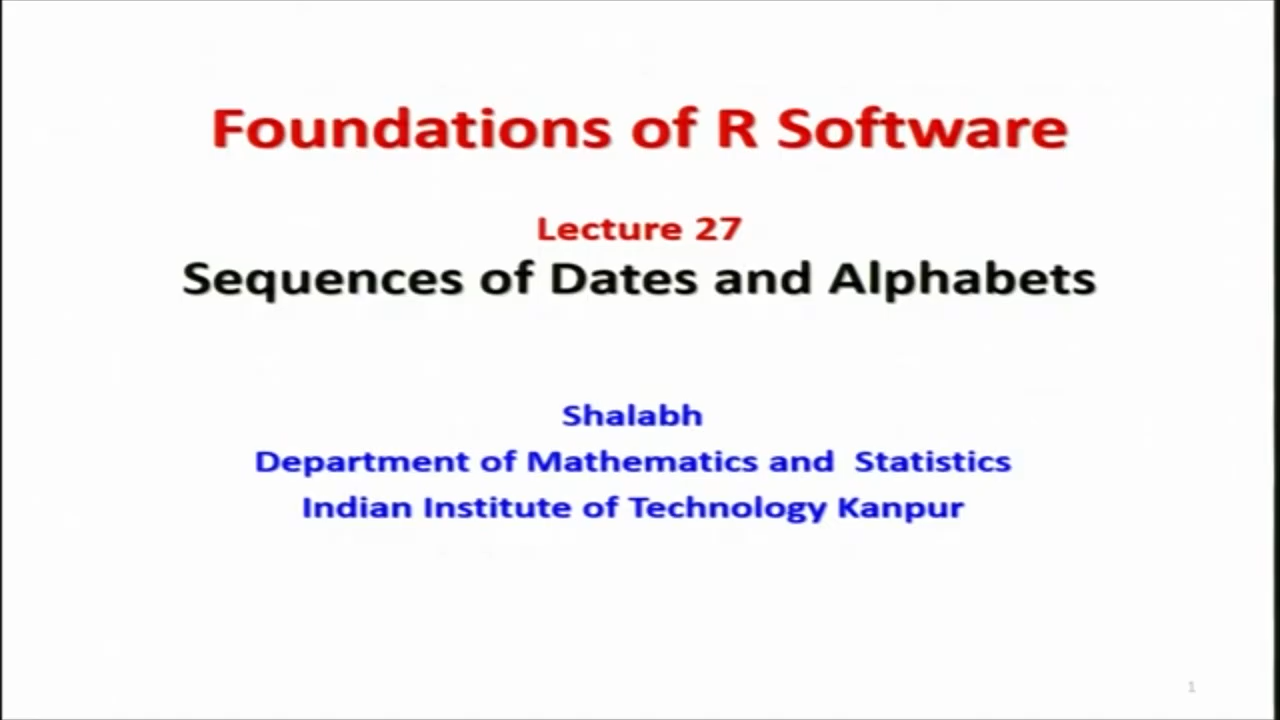 Foundations of R Software
Lecture 27
Sequences of Dates and Alphabets
Shalabh
Department of Mathematics and Statistics
Indian Institute of Technology Kanpur
1